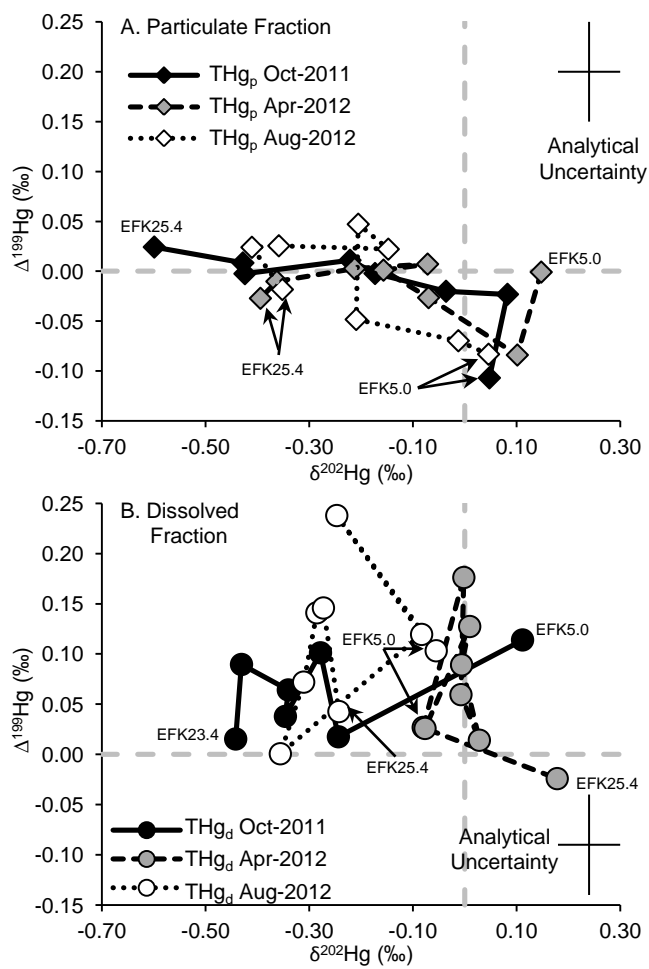 A. Particulate Fraction
THgp Oct-2011
THgp Apr-2012
THgp Aug-2012
Analytical
Uncertainty
EFK25.4
EFK5.0
EFK25.4
EFK5.0
0.25
0.20
0.15
0.10
0.05
0.00
-0.05
-0.10
-0.15
Δ199Hg (‰)
-0.70 -0.50 -0.30 -0.10 0.10 0.30
δ202Hg (‰)
B. Dissolved
Fraction
EFK5.0
EFK5.0
EFK23.4
EFK25.4
EFK25.4
THgd Oct-2011
THgd Apr-2012
THgd Aug-2012
Analytical
Uncertainty
0.25
0.20
0.15
0.10
0.05
0.00
-0.05
-0.10
-0.15
Δ199Hg (‰)
-0.70 -0.50 -0.30 -0.10 0.10 0.30
δ202Hg (‰)